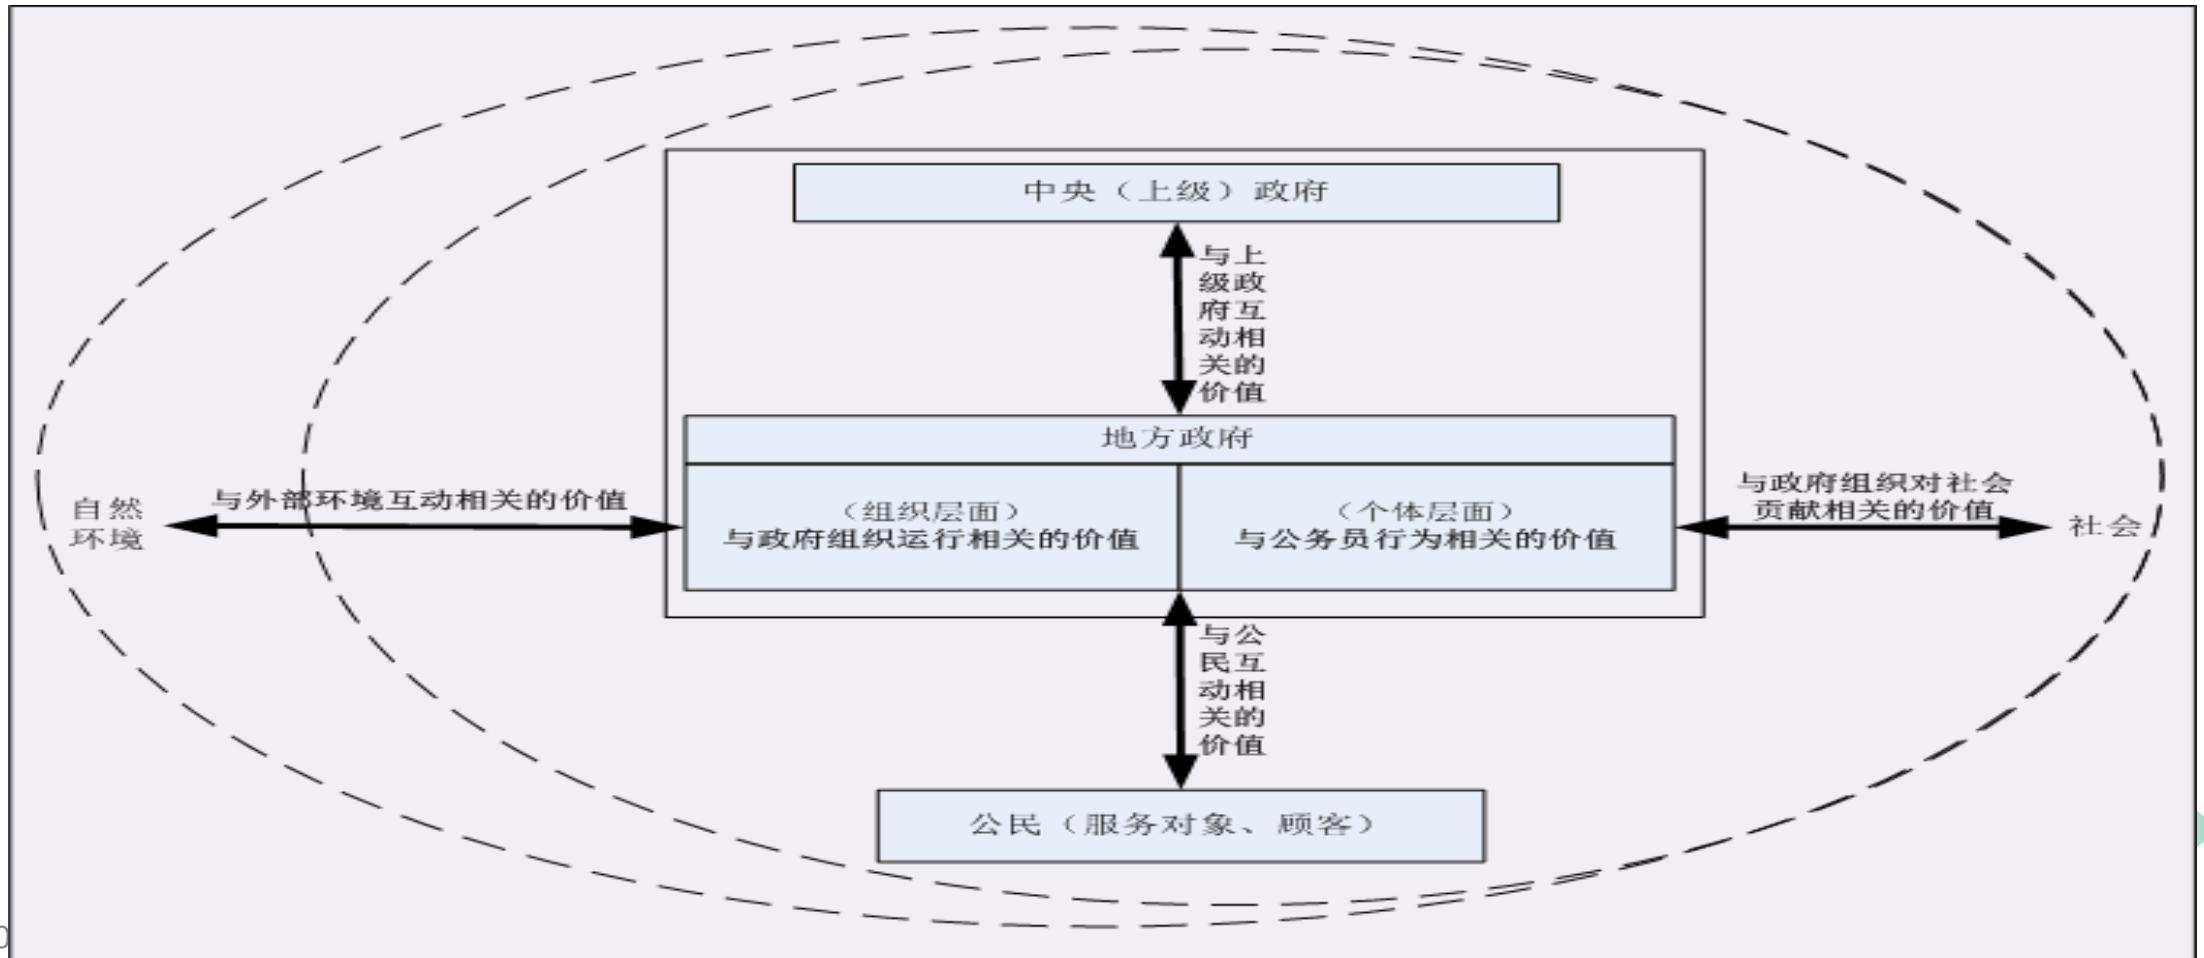 中央（上级）政府
与上
级政
府互
动相
关的
价值
地方政府
自然
环境
与外部环境互动相关的价值
（组织层面）
与政府组织运行相关的价值
（个体层面）
与公务员行为相关的价值
与政府组织对社会
贡献相关的价值
社会
与公
民互
动相
关的
价值
公民（服务对象、顾客）